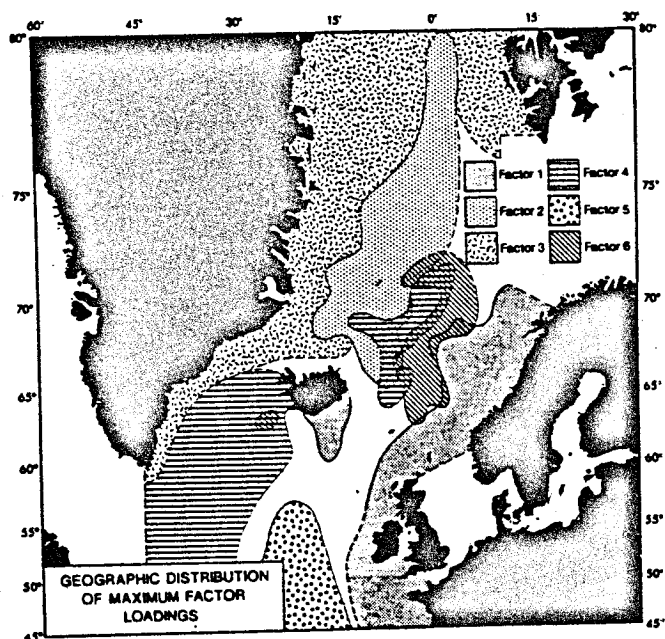 60° 45° 30° 15° 0° 15° 30°
80° 80°
Factor 1 Factor 4
75° 75°
Factor 2 Factor 5
Factor 3 Factor 6
70° 70°
65° 65°
60° 60°
55° 55°
GEOGRAPHIC DISTRIBUTION
50° 50°
OF MAXIMUM FACTOR
LOADINGS
45° 45°